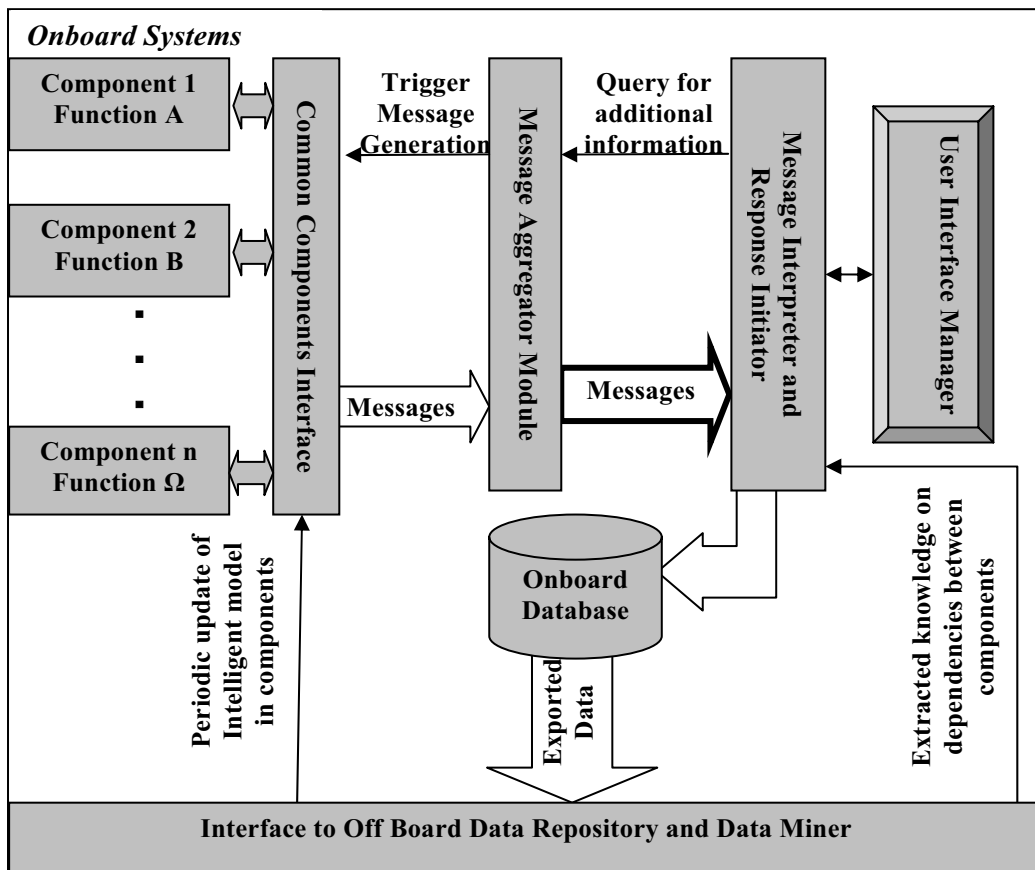 Onboard Systems
Component 1
Function A
Component 2
Function B
Component n
Function Ω
Common Components Interface
Trigger
Message
Generation
Messages
Message Aggregator Module
Query for
additional
information
Messages
Message Interpreter and
Response Initiator
User Interface Manager
Onboard
Database
Periodic update of
Intelligent model
in components
Exported
Data
Extracted knowledge on
dependencies between
components
Interface to Off Board Data Repository and Data Miner